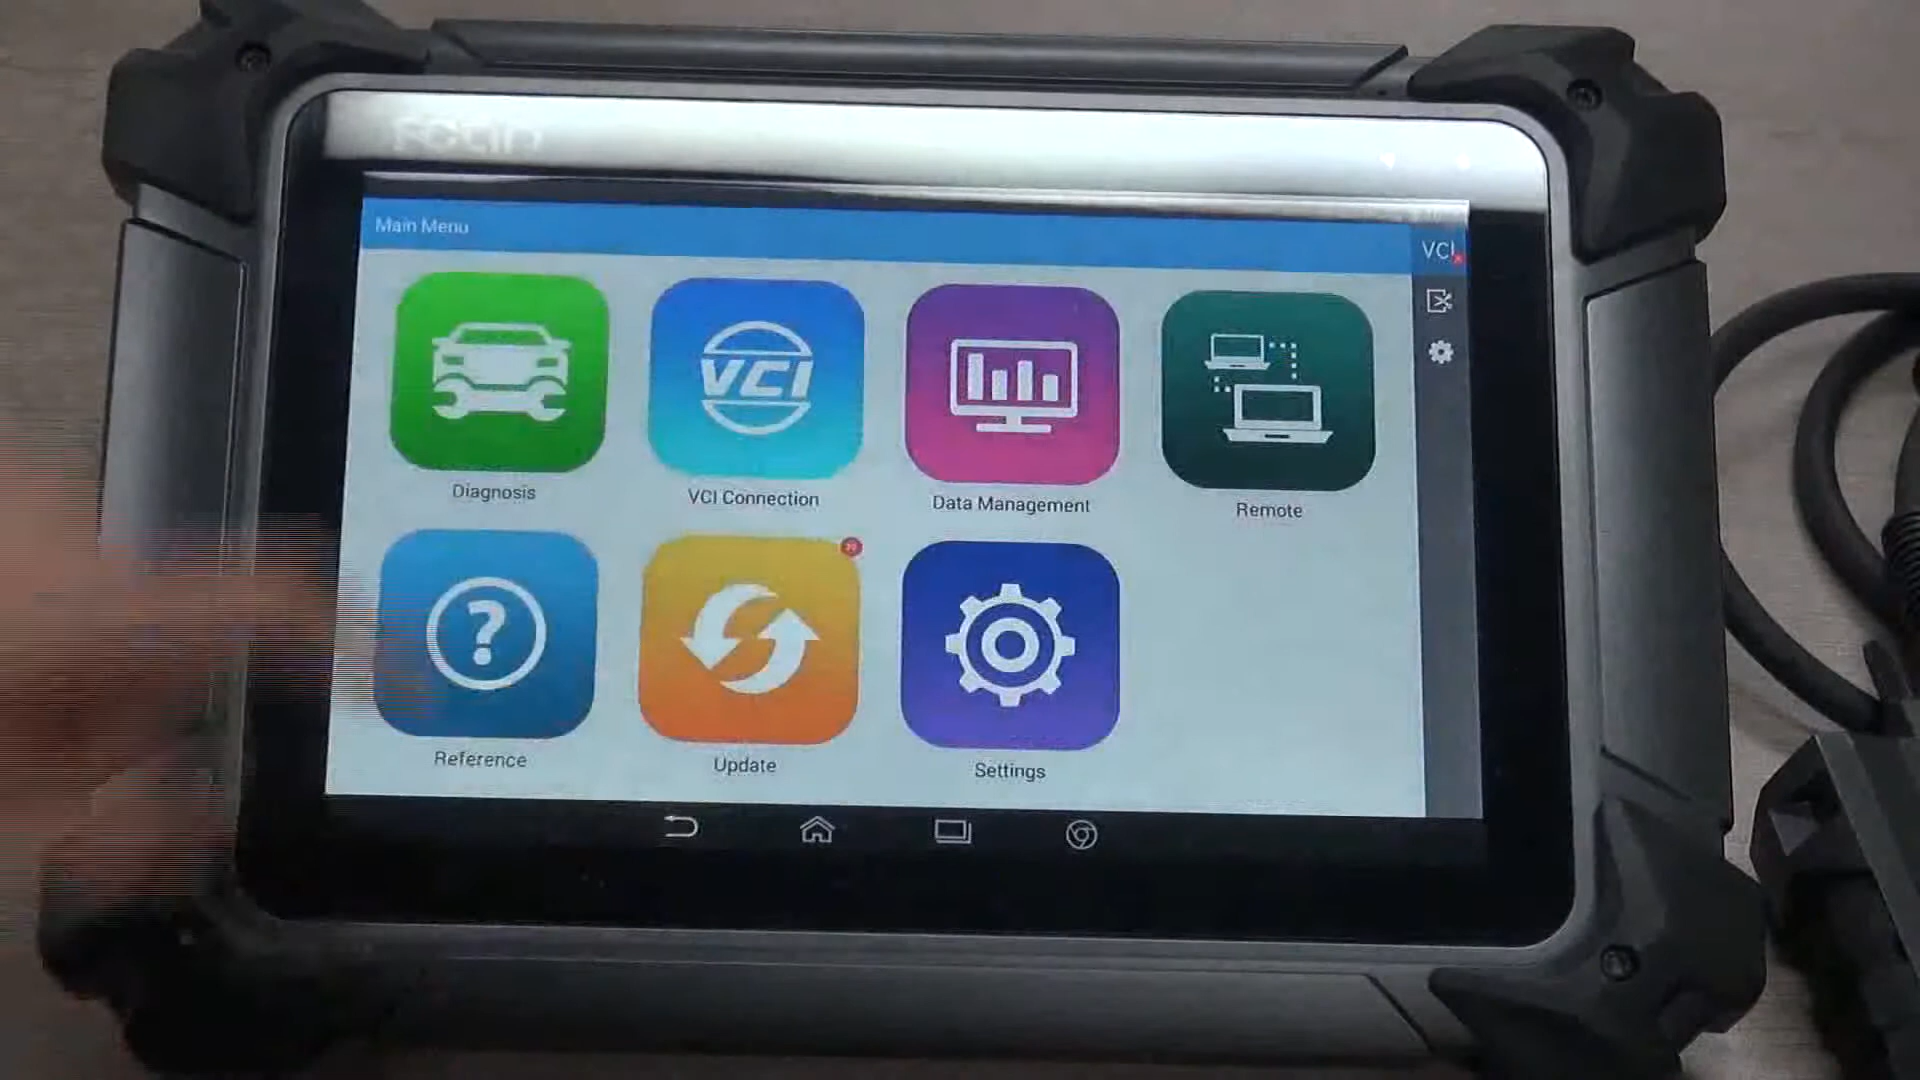 Main Menu
VCI
VCI
Diagnosis
VCI Connection
Data Management
Remote
?
Reference
Update
Settings